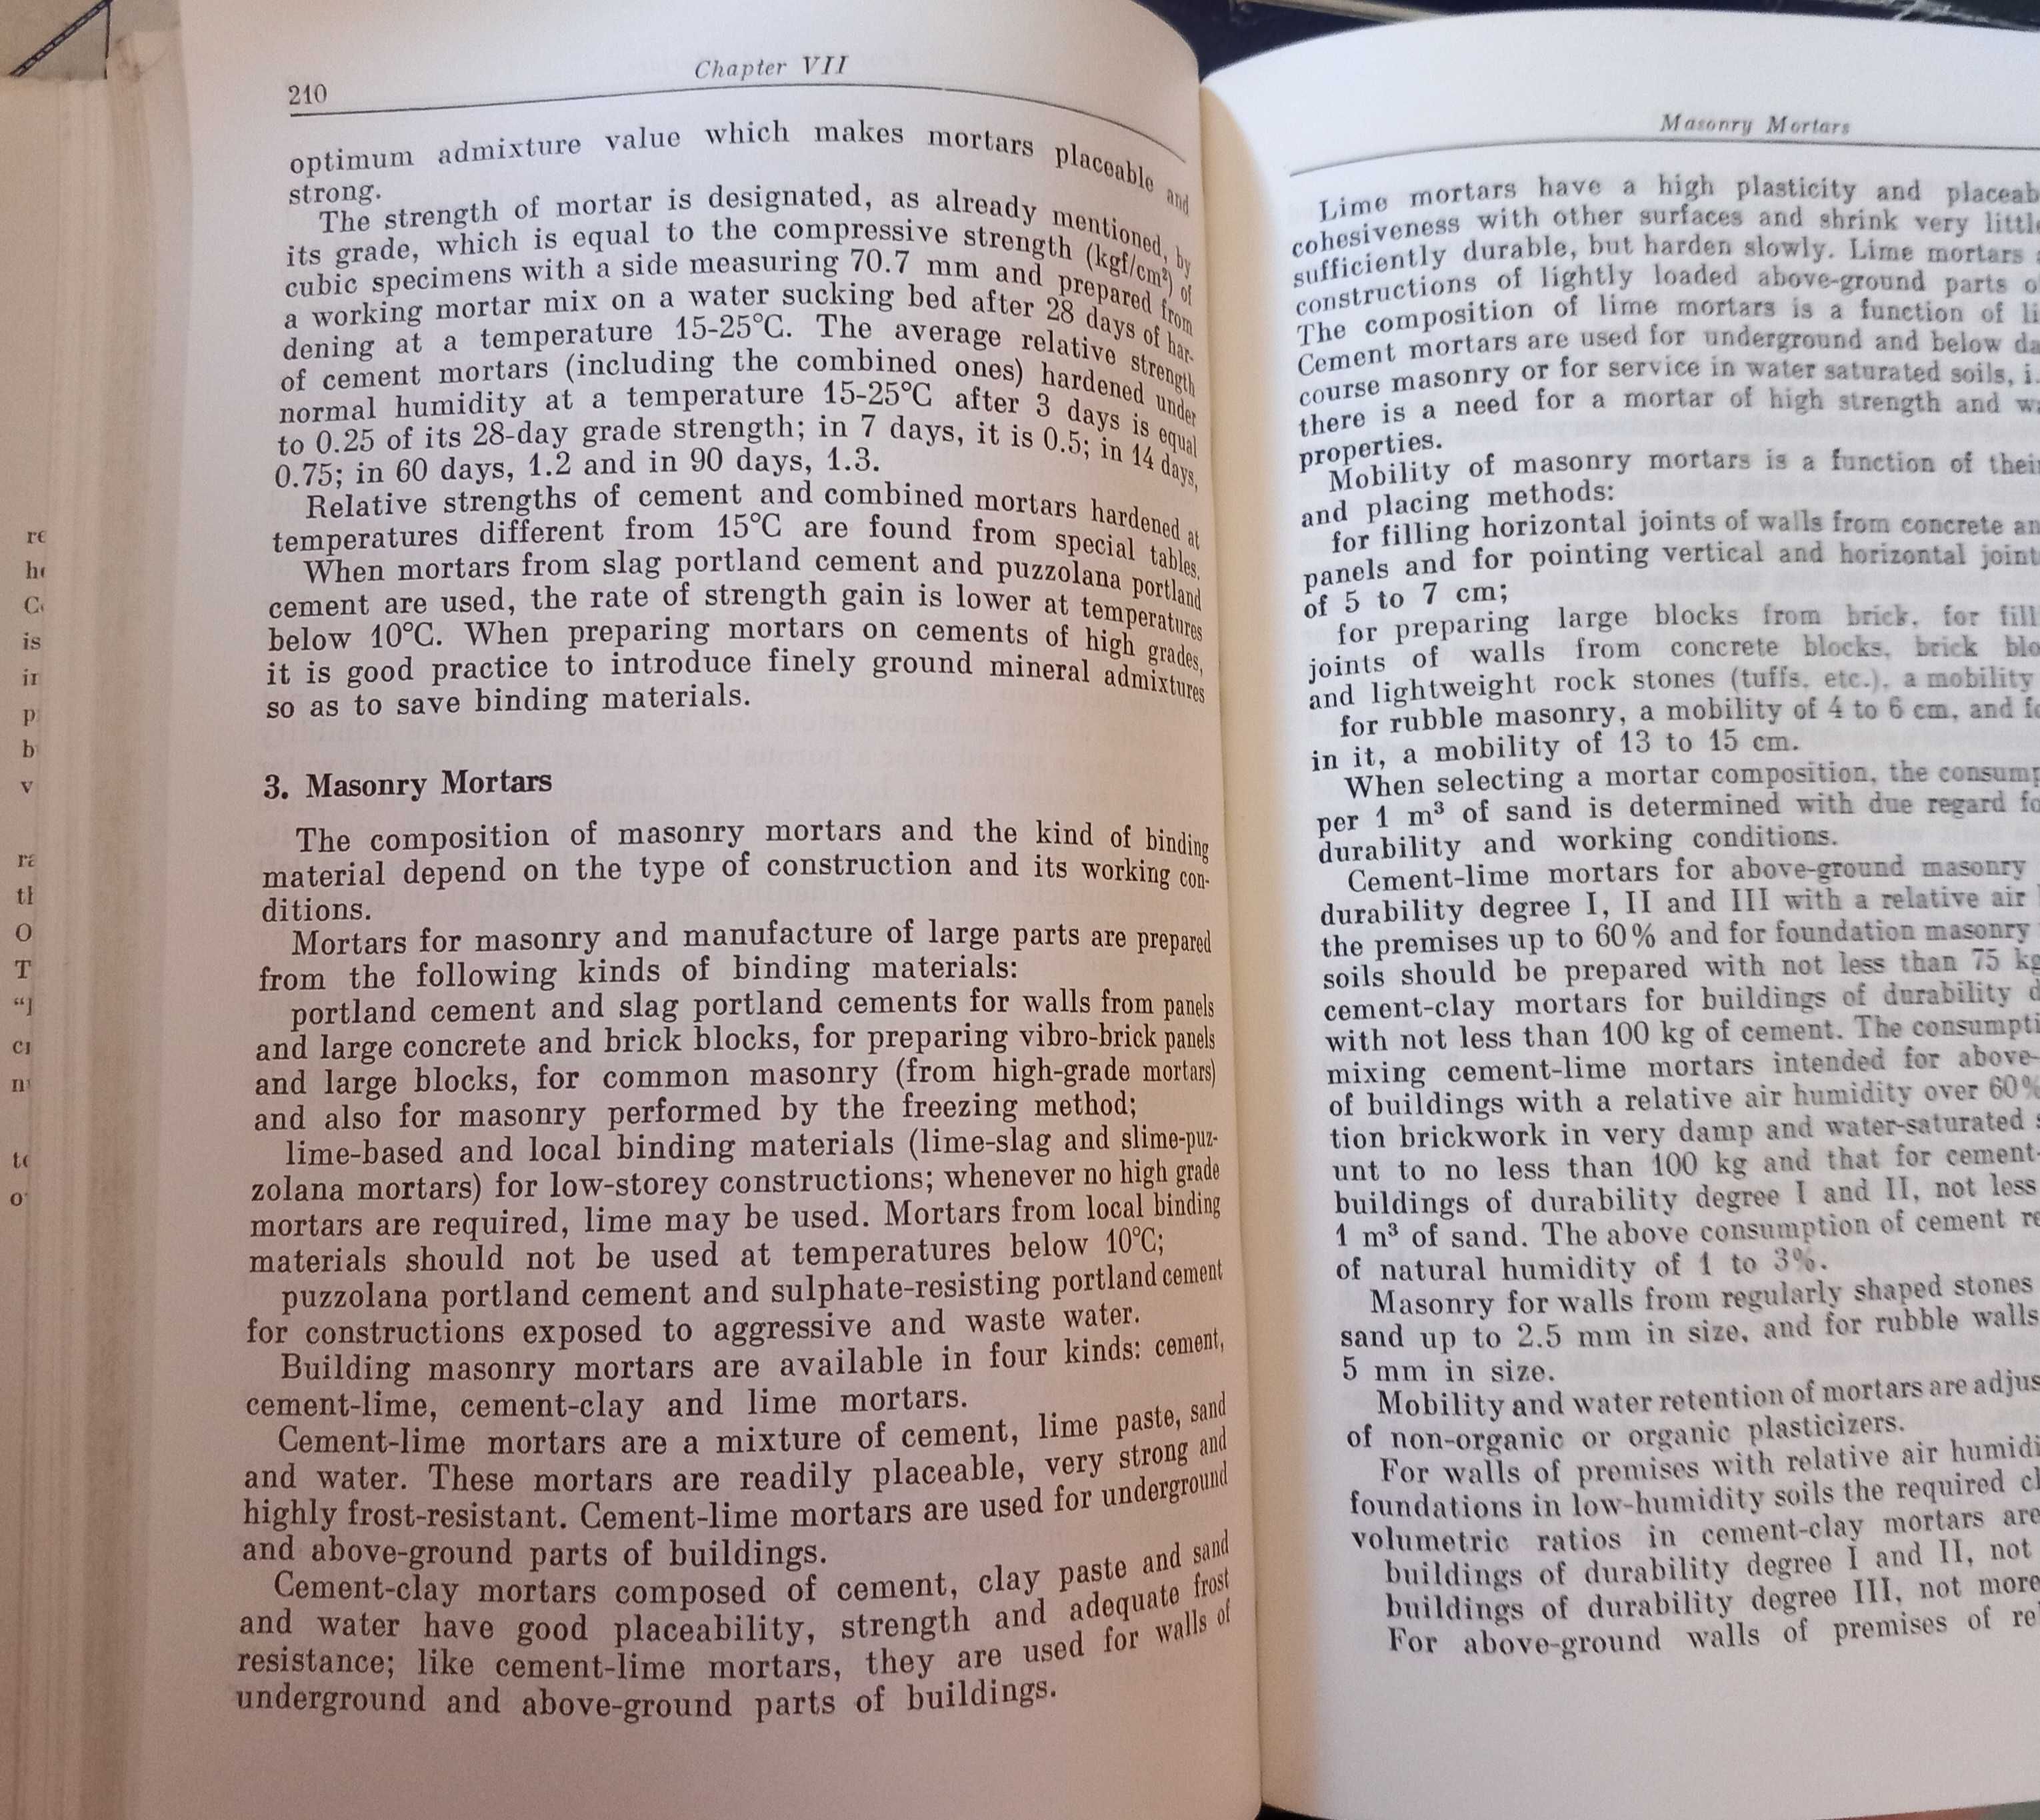 210
Chapter VII
optimum admixture value which makes mortars placeable and
strong.
The strength of mortar is designated, as already mentioned, by
its grade, which is equal to the compressive strength (kgf/cm²) of
cubic specimens with a side measuring 70.7 mm and prepared from
a working mortar mix on a water sucking bed after 28 days of har-
dening at a temperature 15-25°C. The average relative strength
of cement mortars (including the combined ones) hardened under
normal humidity at a temperature 15-25°C after 3 days is equal
to 0.25 of its 28-day grade strength; in 7 days, it is 0.5; in 14 days,
0.75; in 60 days, 1.2 and in 90 days, 1.3.
Relative strengths of cement and combined mortars hardened at
temperatures different from 15°C are found from special tables.
When mortars from slag portland cement and puzzolana portland
cement are used, the rate of strength gain is lower at temperatures
below 10°C. When preparing mortars on cements of high grades,
it is good practice to introduce finely ground mineral admixtures
so as to save binding materials.
3. Masonry Mortars
The composition of masonry mortars and the kind of binding
material depend on the type of construction and its working con-
ditions.
Mortars for masonry and manufacture of large parts are prepared
from the following kinds of binding materials:
portland cement and slag portland cements for walls from panels
and large concrete and brick blocks, for preparing vibro-brick panels
and large blocks, for common masonry (from high-grade mortars)
and also for masonry performed by the freezing method;
lime-based and local binding materials (lime-slag and slime-puz-
zolana mortars) for low-storey constructions; whenever no high grade
mortars are required, lime may be used. Mortars from local binding
materials should not be used at temperatures below 10°C;
puzzolana portland cement and sulphate-resisting portland cement
for constructions exposed to aggressive and waste water.
Building masonry mortars are available in four kinds: cement,
cement-lime, cement-clay and lime mortars.
Cement-lime mortars are a mixture of cement, lime paste, sand
and water. These mortars are readily placeable, very strong and
highly frost-resistant. Cement-lime mortars are used for underground
and above-ground parts of buildings.
Cement-clay mortars composed of cement, clay paste and sand
and water have good placeability, strength and adequate frost
resistance; like cement-lime mortars, they are used for walls of
underground and above-ground parts of buildings.
Masonry Mortars
Lime mortars have a high plasticity and placeab
cohesiveness with other surfaces and shrink very little
sufficiently durable, but harden slowly. Lime mortars
constructions of lightly loaded above-ground parts o
The composition of lime mortars is a function of li
Cement mortars are used for underground and below da
course masonry or for service in water saturated soils, i.
there is a need for a mortar of high strength and wa
properties.
Mobility of masonry mortars is a function of their
and placing methods:
for filling horizontal joints of walls from concrete an
panels and for pointing vertical and horizontal joint
of 5 to 7 cm;
for preparing large blocks from brick, for fill
joints of walls from concrete blocks, brick blo
and lightweight rock stones (tuffs, etc.), a mobility
for rubble masonry, a mobility of 4 to 6 cm, and fo
in it, a mobility of 13 to 15 cm.
When selecting a mortar composition, the consump
per 1 m³ of sand is determined with due regard fo
durability and working conditions.
Cement-lime mortars for above-ground masonry
durability degree I, II and III with a relative air
the premises up to 60% and for foundation masonry
soils should be prepared with not less than 75 kg
cement-clay mortars for buildings of durability d
with not less than 100 kg of cement. The consumpti
mixing cement-lime mortars intended for above-
of buildings with a relative air humidity over 60%
tion brickwork in very damp and water-saturated s
unt to no less than 100 kg and that for cement-
buildings of durability degree I and II, not less
1 m³ of sand. The above consumption of cement re
of natural humidity of 1 to 3%.
Masonry for walls from regularly shaped stones
sand up to 2.5 mm in size, and for rubble walls
5 mm in size.
Mobility and water retention of mortars are adjus
of non-organic or organic plasticizers.
For walls of premises with relative air humidi
foundations in low-humidity soils the required cl
volumetric ratios in cement-clay mortars are
buildings of durability degree I and II, not
buildings of durability degree III, not more
For above-ground walls of premises of re